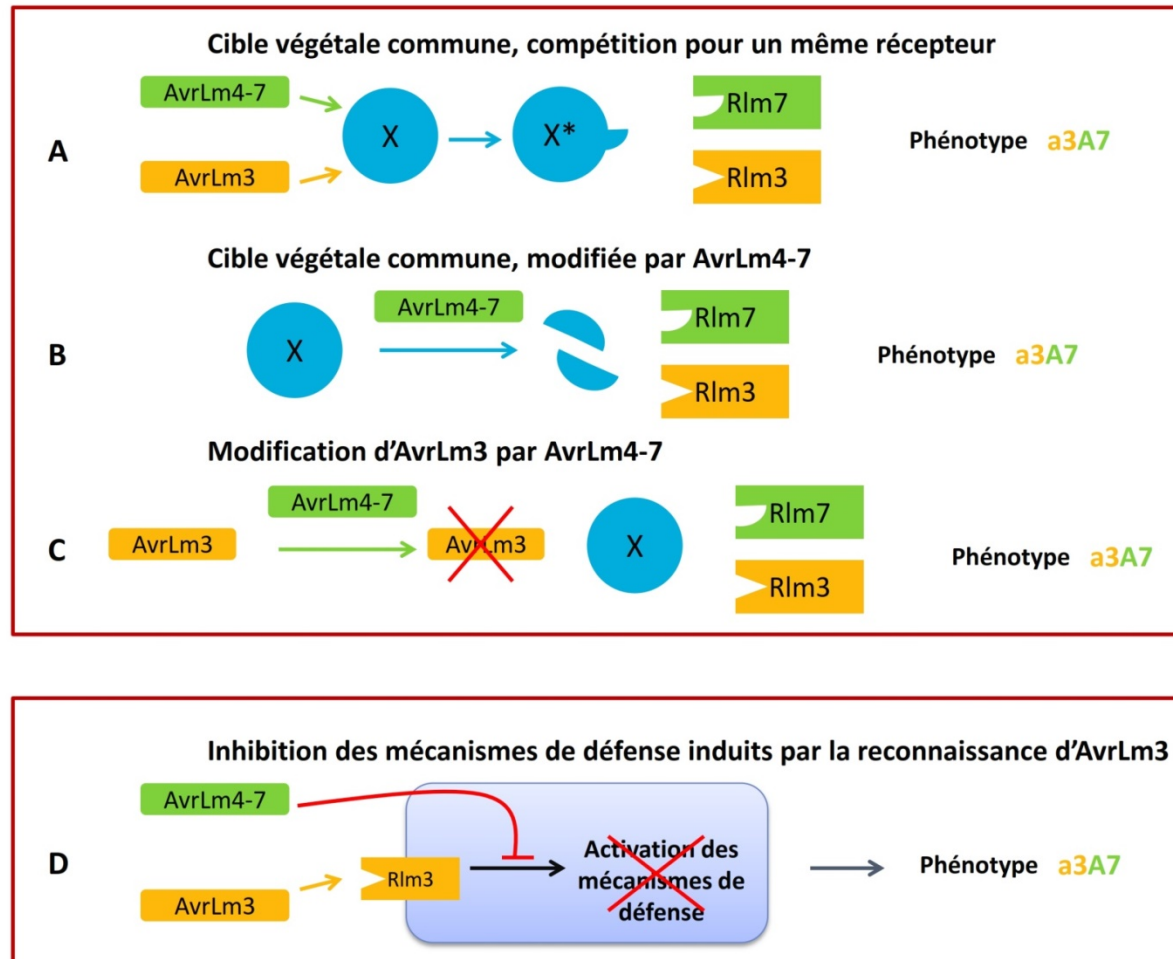 Cible végétale commune, compétition pour un même récepteur
AvrLm4-7
AvrLm3
A
X
X*
Rlm7
Rlm3
Phénotype a3A7
Cible végétale commune, modifiée par AvrLm4-7
B
X
AvrLm4-7
Rlm7
Rlm3
Phénotype a3A7
Modification d'AvrLm3 par AvrLm4-7
C
AvrLm3
AvrLm4-7
AvrLm3
X
Rlm7
Rlm3
Phénotype a3A7
Inhibition des mécanismes de défense induits par la reconnaissance d'AvrLm3
AvrLm4-7
D
AvrLm3
Rlm3
Activation des
mécanismes de
défense
Phénotype a3A7